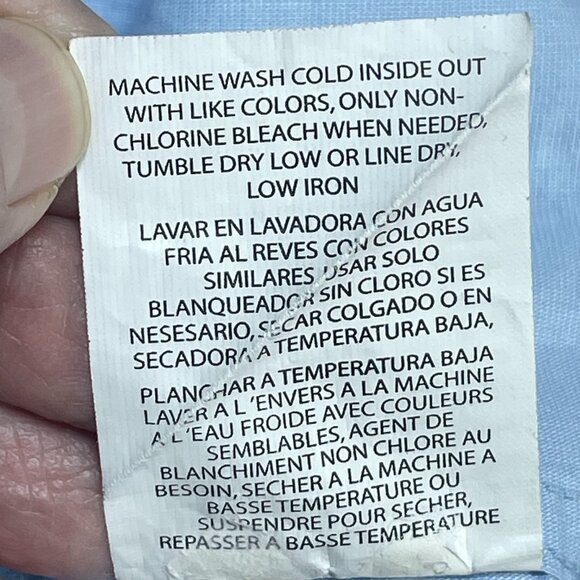 MACHINE WASH COLD INSIDE OUT
WITH LIKE COLORS, ONLY NON-
CHLORINE BLEACH WHEN NEEDED,
TUMBLE DRY LOW OR LINE DRY,
LOW IRON
LAVAR EN LAVADORA CON AGUA
FRIA AL REVES CON COLORES
SIMILARES USAR SOLO
BLANQUEADOR SIN CLORO SI ES
NESESARIO, SECAR COLGADO O EN
SECADORA A TEMPERATURA BAJA,
PLANCHAR A TEMPERATURA BAJA
LAVER A L 'ENVERS A LA MACHINE
A L 'EAU FROIDE AVEC COULEURS
SEMBLABLES, AGENT DE
BLANCHIMENT NON CHLORE AU
BESOIN, SECHER A LA MACHINE A
BASSE TEMPERATURE OU
SUSPENDRE POUR SECHER,
REPASSER A BASSE TEMPERATURE